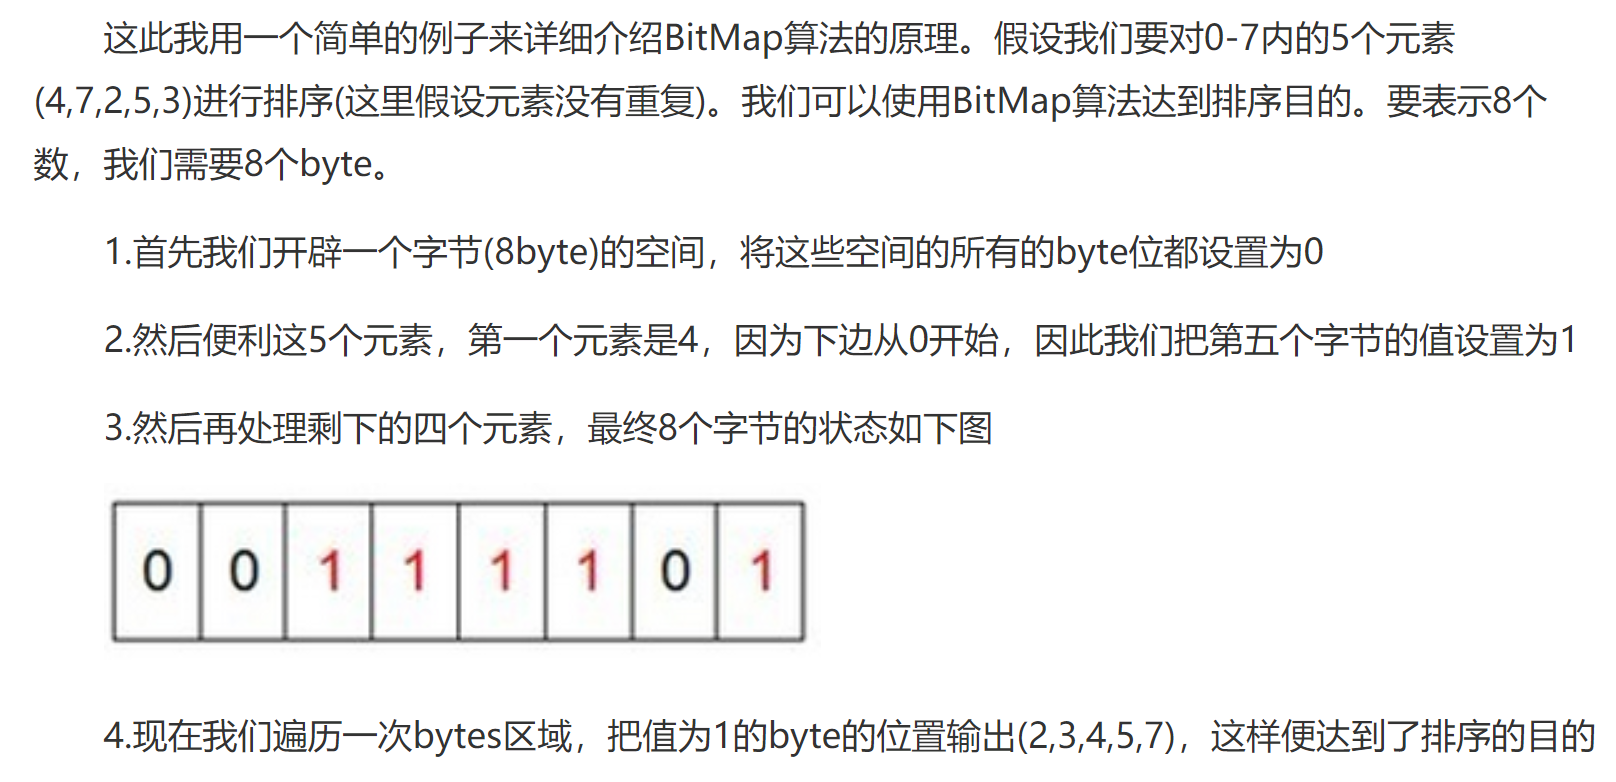 这此我用一个简单的例子来详细介绍BitMap算法的原理。假设我们要对0-7内的5个元素
(4,7,2,5,3)进行排序(这里假设元素没有重复)。我们可以使用BitMap算法达到排序目的。要表示8个
数，我们需要8个byte。
1.首先我们开辟一个字节(8byte)的空间，将这些空间的所有的byte位都设置为0
2.然后便利这5个元素，第一个元素是4，因为下边从0开始，因此我们把第五个字节的值设置为1
3.然后再处理剩下的四个元素，最终8个字节的状态如下图
0 0 1 1 1 1 0 1
4.现在我们遍历一次bytes区域，把值为1的byte的位置输出(2,3,4,5,7)，这样便达到了排序的目的